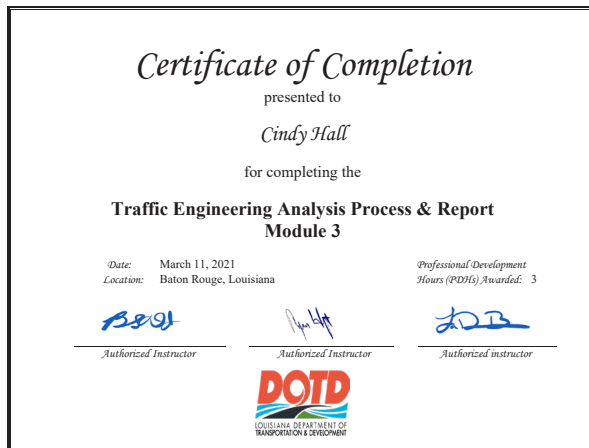 Certificate of Completion
presented to
Cindy Hall
for completing the
Traffic Engineering Analysis Process & Report
Module 3
Date: March 11, 2021
Location: Baton Rouge, Louisiana
Professional Development
Hours (PDHs) Awarded: 3
Authorized Instructor
Authorized Instructor
Authorized instructor
DOTD
LOUISIANA DEPARTMENT OF
TRANSPORTATION & DEVELOPMENT